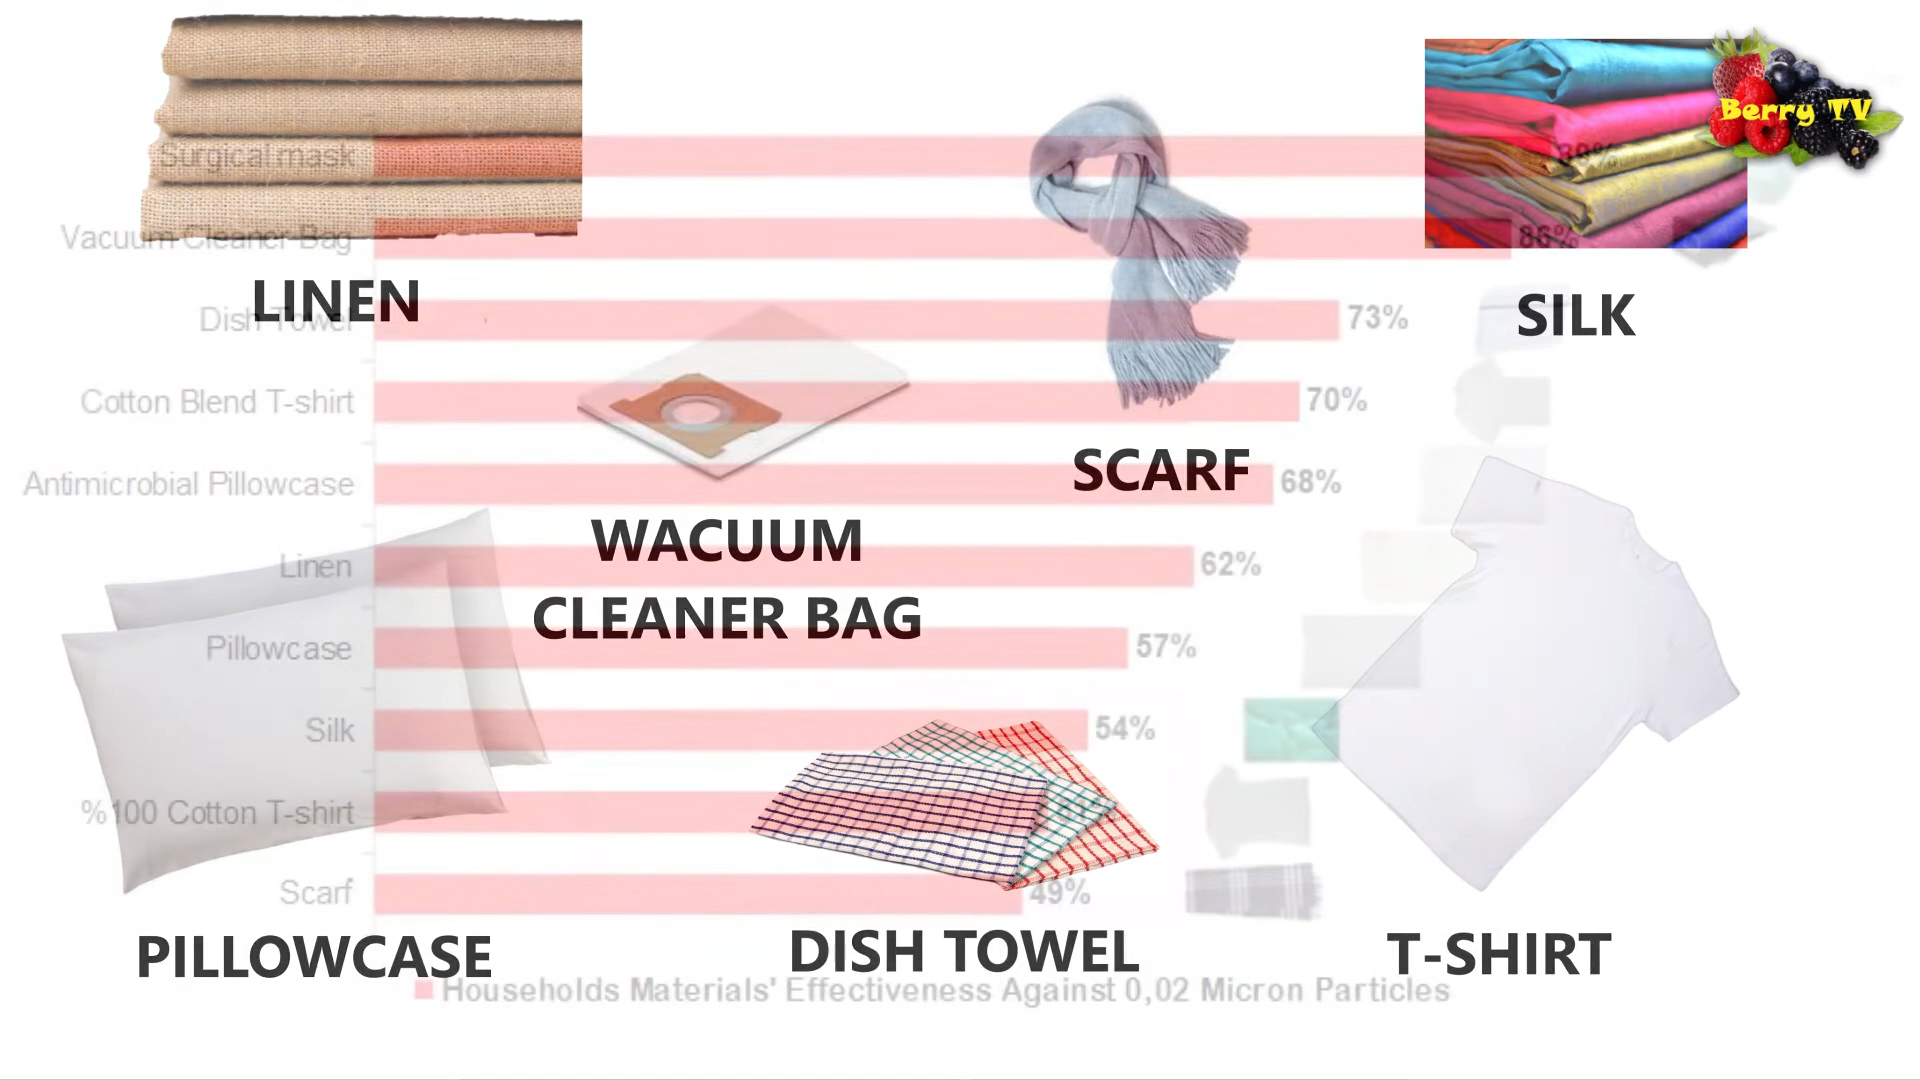 Berry TV
Surgical mask 89%
Vacuum Cleaner Bag 86%
LINEN
SILK
Dish Towel 73%
Cotton Blend T-shirt 70%
SCARF
Antimicrobial Pillowcase 68%
WACUUM
CLEANER BAG
Linen 62%
Pillowcase 57%
Silk 54%
%100 Cotton T-shirt
Scarf 49%
PILLOWCASE
DISH TOWEL
T-SHIRT
Households Materials' Effectiveness Against 0,02 Micron Particles